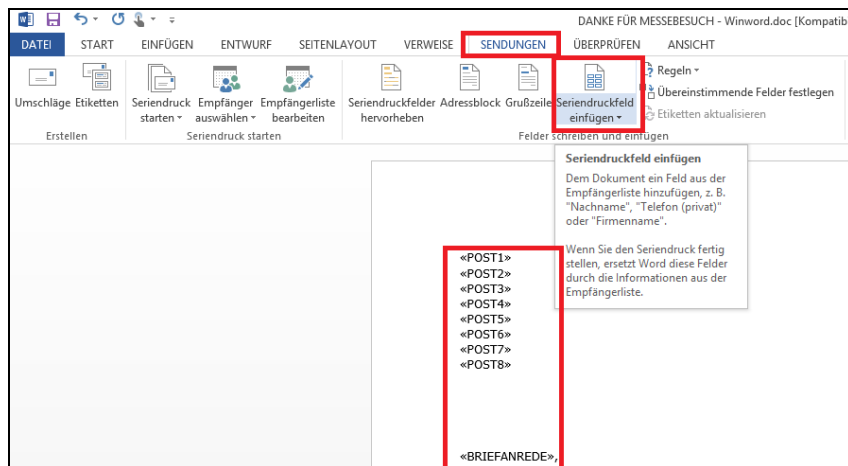 DANKE FÜR MESSEBESUCH - Winword.doc [Kompatib
DATEI START EINFÜGEN ENTWURF SEITENLAYOUT VERWEISE SENDUNGEN ÜBERPRÜFEN ANSICHT
Umschläge Etiketten
Erstellen
Seriendruck starten
Empfänger auswählen
Empfängerliste bearbeiten
Seriendruck starten
Seriendruckfelder hervorheben
Adressblock Grußzeile
Seriendruckfeld einfügen
Regeln
Übereinstimmende Felder festlegen
Etiketten aktualisieren
Felder schreiben und einfügen
Seriendruckfeld einfügen
Dem Dokument ein Feld aus der
Empfängerliste hinzufügen, z. B.
"Nachname", "Telefon (privat)"
oder "Firmenname".
Wenn Sie den Seriendruck fertig
stellen, ersetzt Word diese Felder
durch die Informationen aus der
Empfängerliste.
«POST1»
«POST2»
«POST3»
«POST4»
«POST5»
«POST6»
«POST7»
«POST8»
«BRIEFANREDE»,